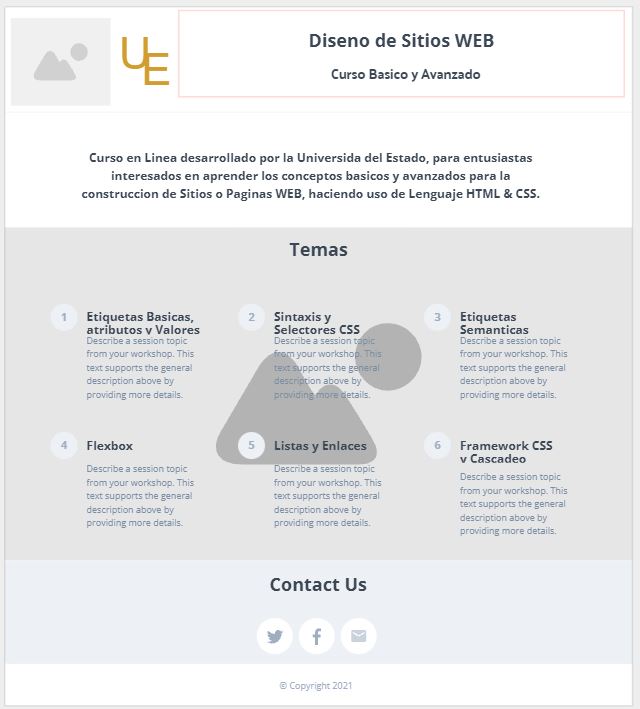 UE
Diseno de Sitios WEB
Curso Basico y Avanzado
Curso en Linea desarrollado por la Universida del Estado, para entusiastas
interesados en aprender los conceptos basicos y avanzados para la
construccion de Sitios o Paginas WEB, haciendo uso de Lenguaje HTML & CSS.
Temas
1
Etiquetas Basicas,
atributos y Valores
Describe a session topic
from your workshop. This
text supports the general
description above by
providing more details.
2
Sintaxis y
Selectores CSS
Describe a session topic
from your workshop. This
text supports the general
description above by
providing more details.
3
Etiquetas
Semanticas
Describe a session topic
from your workshop. This
text supports the general
description above by
providing more details.
4
Flexbox
Describe a session topic
from your workshop. This
text supports the general
description above by
providing more details.
5
Listas y Enlaces
Describe a session topic
from your workshop. This
text supports the general
description above by
providing more details.
6
Framework CSS
y Cascadeo
Describe a session topic
from your workshop. This
text supports the general
description above by
providing more details.
Contact Us
© Copyright 2021